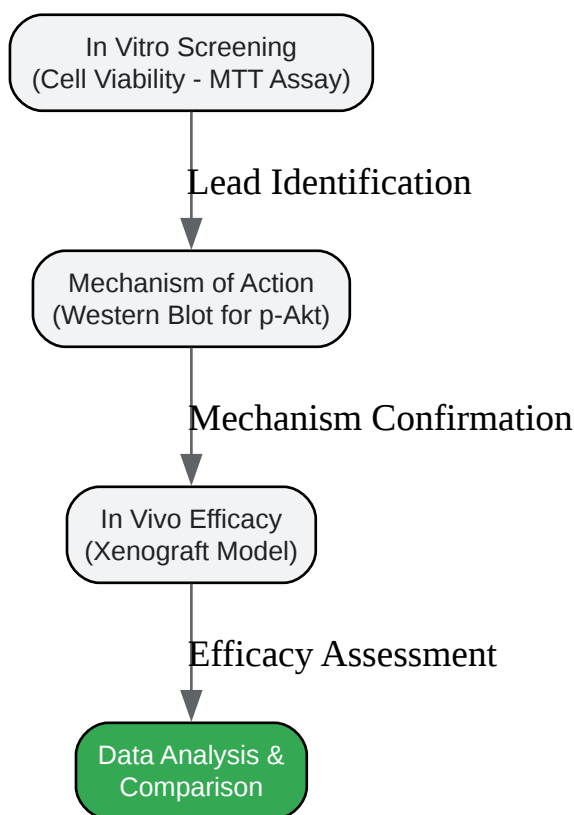 In Vitro Screening
(Cell Viability - MTT Assay)
Lead Identification
Mechanism of Action
(Western Blot for p-Akt)
Mechanism Confirmation
In Vivo Efficacy
(Xenograft Model)
Efficacy Assessment
Data Analysis &
Comparison